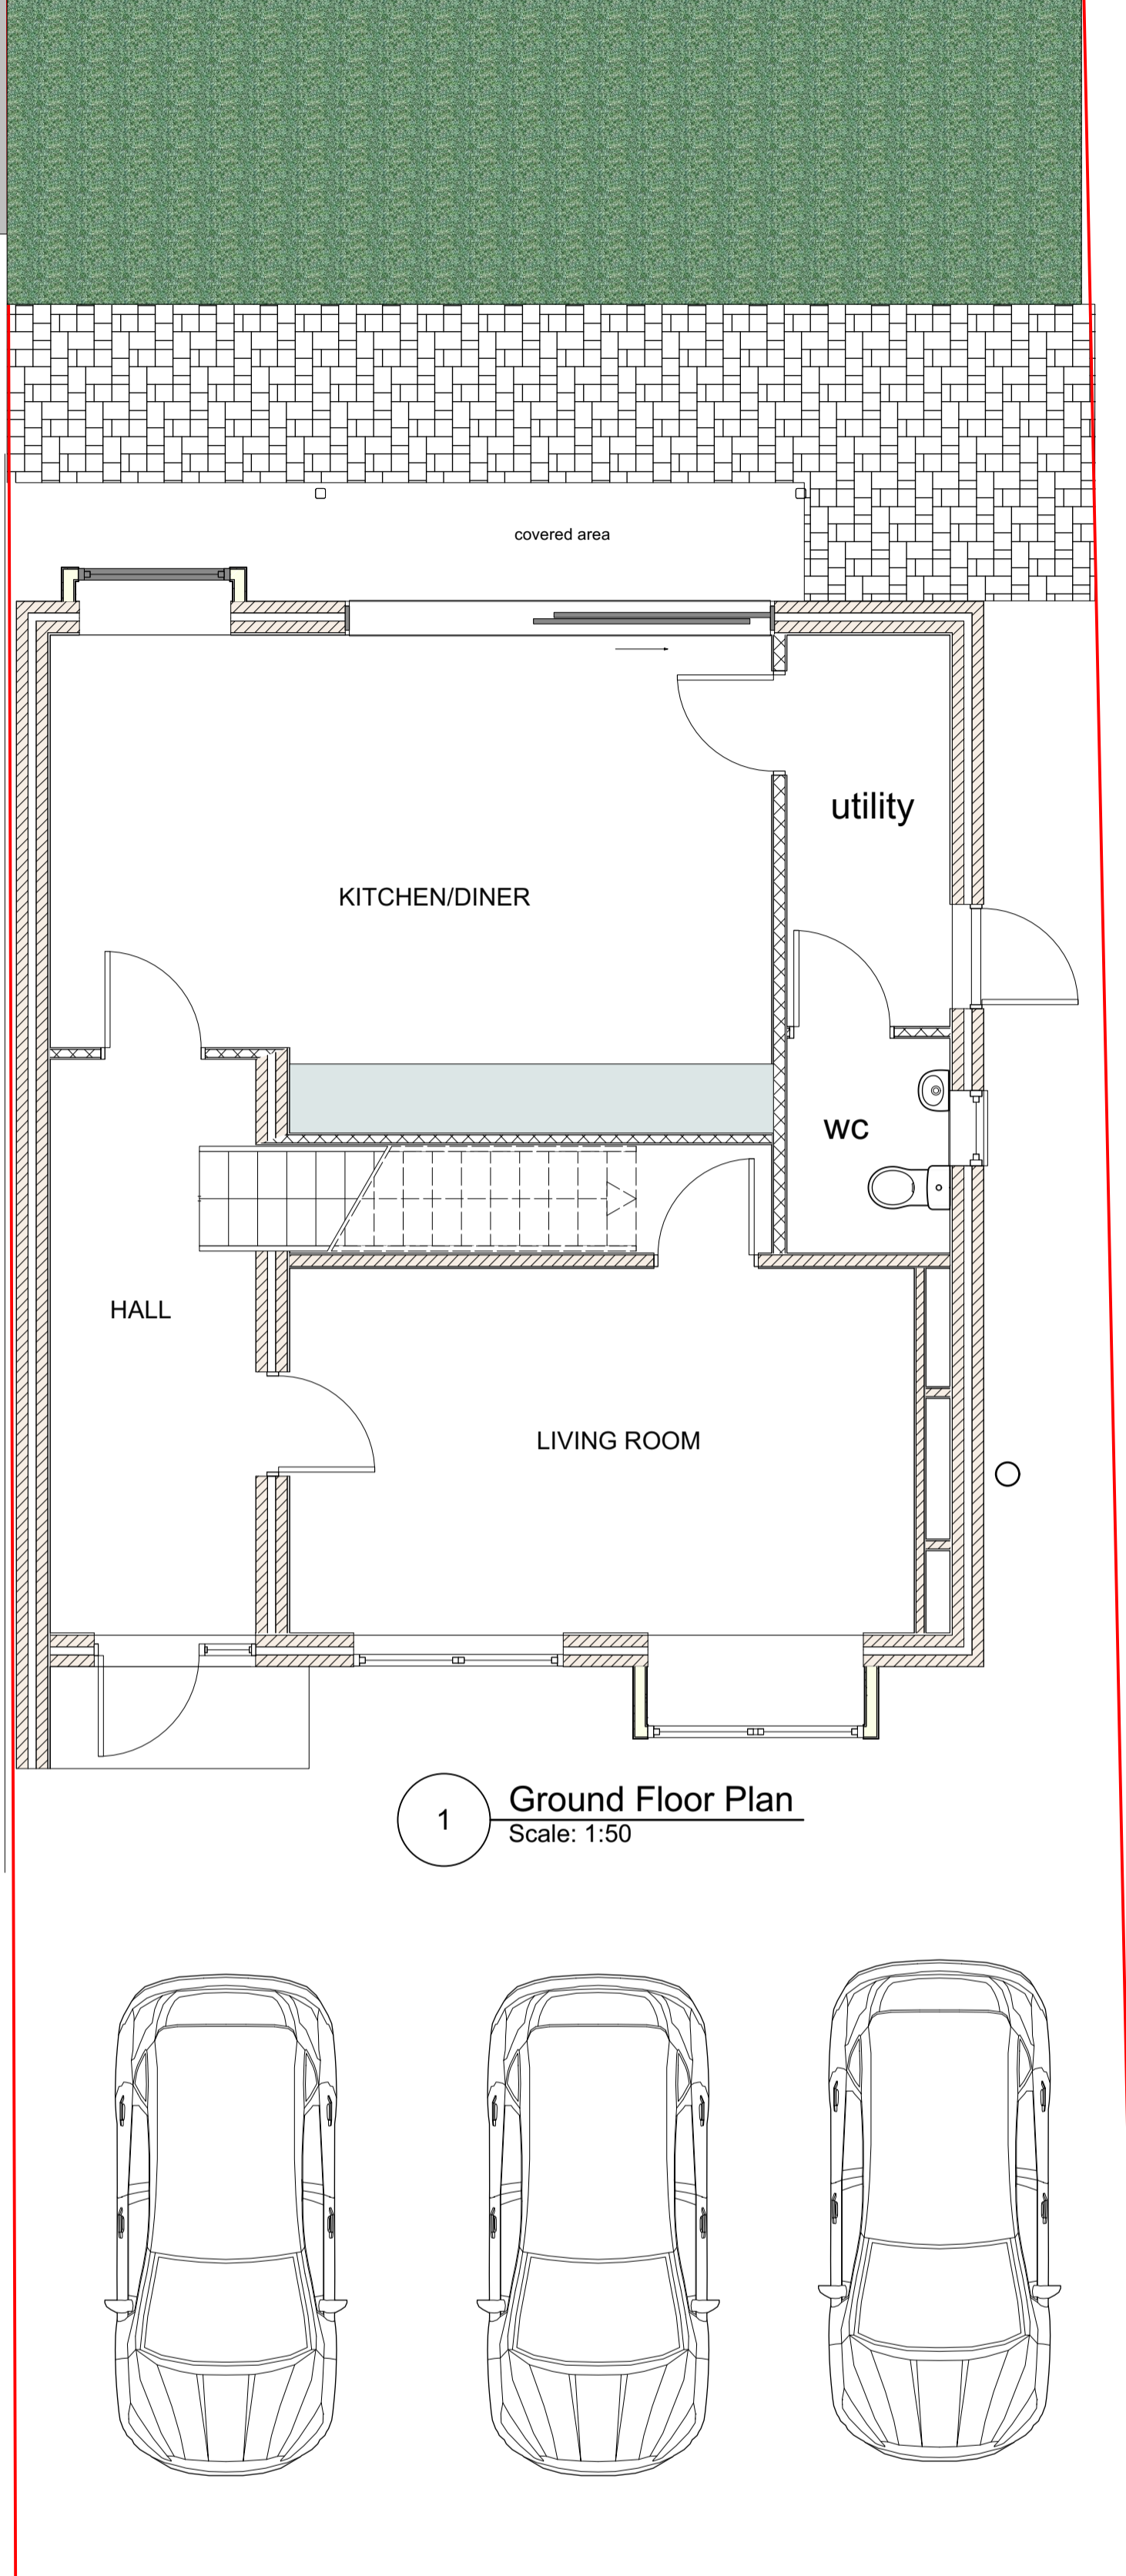 covered area
utility
KITCHEN/DINER
WC
HALL
LIVING ROOM
1
Ground Floor Plan
Scale: 1:50